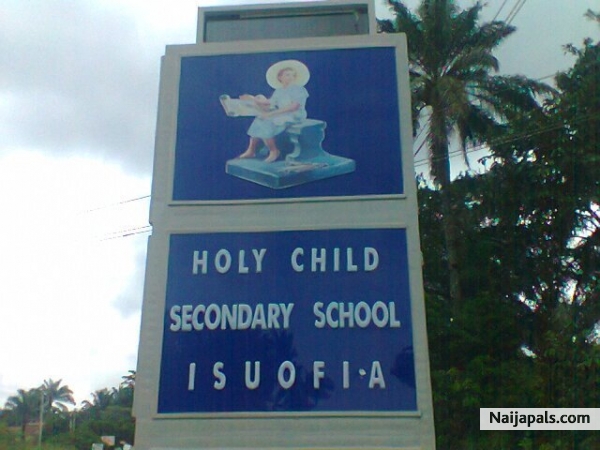 HOLY CHILD
SECONDARY SCHOOL
ISUOFI·A
Naijapals.com